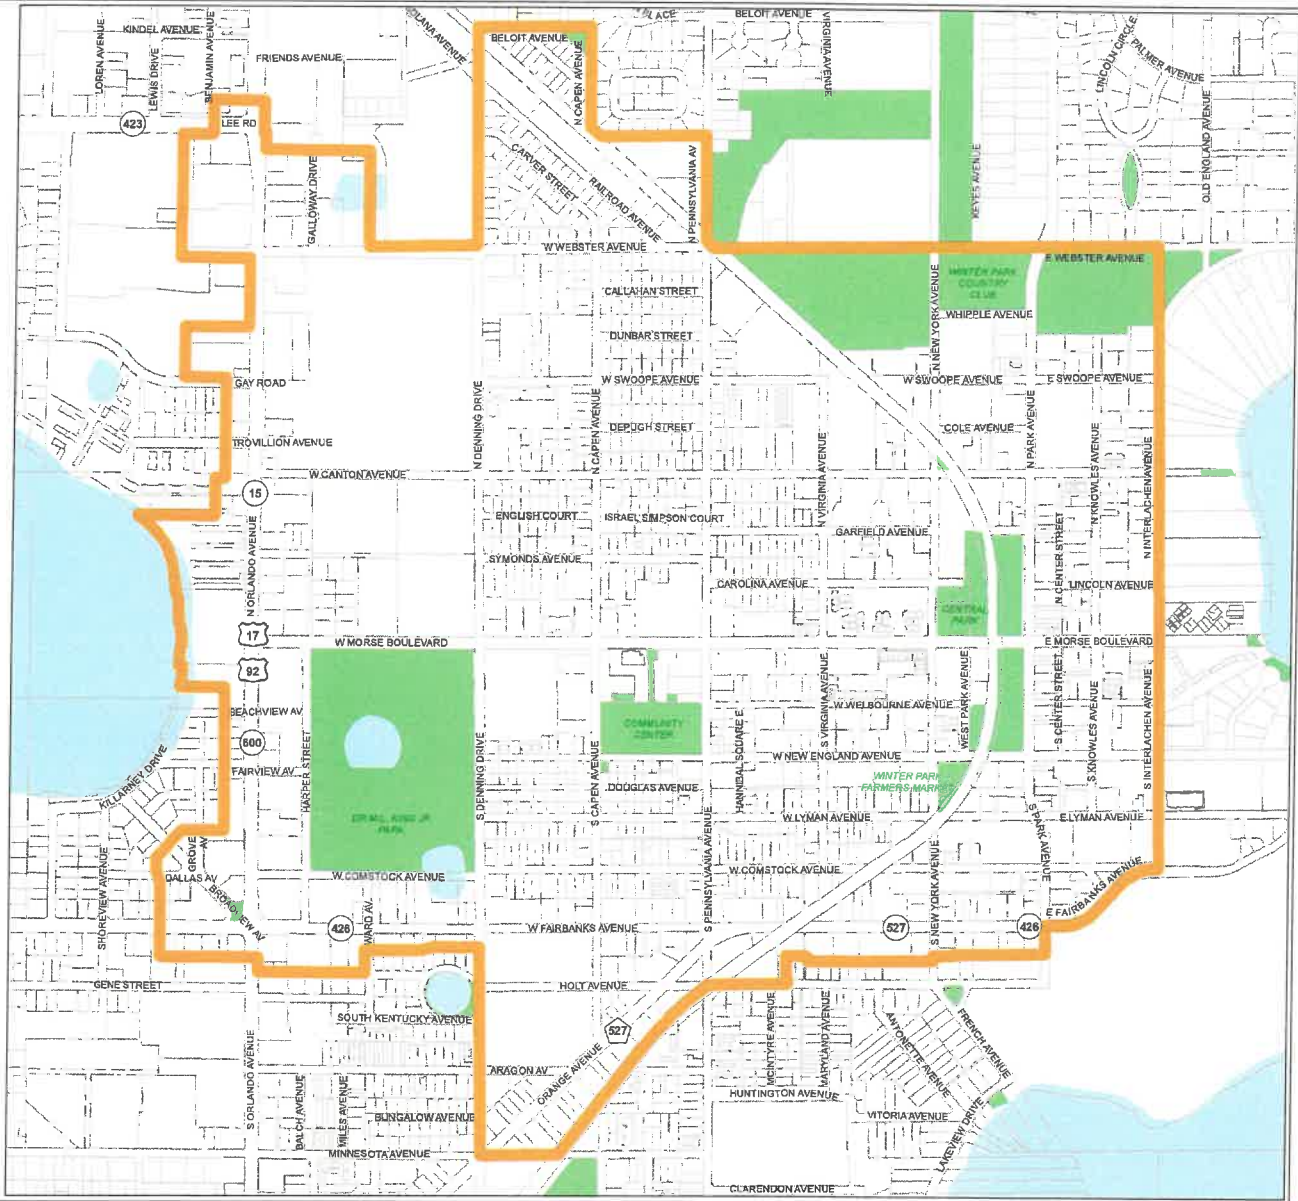 KINDEL AVENUE
LOREN AVENUE
LEWIS DRIVE
BENJAMIN AVENUE
FRIENDS AVENUE
BELOIT AVENUE
N CAPEN AVENUE
PLACE
BELOIT AVENUE
VIRGINIA AVENUE
LINCOLN CIRCLE
PALMER AVENUE
OLD ENGLAND AVENUE
423
LEE RD
GALLOWAY DRIVE
CARVER STREET
RAILROAD AVENUE
N PENNSYLVANIA AV
KEYES AVENUE
W WEBSTER AVENUE
E WEBSTER AVENUE
WINTER PARK
COUNTRY
CLUB
CALLAHAN STREET
N NEW YORK AVENUE
WHIPPLE AVENUE
DUNBAR STREET
GAY ROAD
W SWOOPE AVENUE
W SWOOPE AVENUE
E SWOOPE AVENUE
N DENNING DRIVE
N CAPEN AVENUE
DEPUGH STREET
COLE AVENUE
N PARK AVENUE
TROVILLION AVENUE
N VIRGINIA AVENUE
N KNOWLES AVENUE
N INTERLACHEN AVENUE
W CANTON AVENUE
15
ENGLISH COURT
ISRAEL SIMPSON COURT
GARFIELD AVENUE
N ORLANDO AVENUE
SYMONDS AVENUE
N CENTER STREET
CAROLINA AVENUE
LINCOLN AVENUE
CENTRAL
PARK
17
W MORSE BOULEVARD
E MORSE BOULEVARD
92
BEACHVIEW AV
S VIRGINIA AVENUE
W WELBOURNE AVENUE
WEST PARK AVENUE
S CENTER STREET
S KNOWLES AVENUE
S INTERLACHEN AVENUE
COMMUNITY
CENTER
HANNIBAL SQUARE E
600
FAIRVIEW AV
HARPER STREET
S DENNING DRIVE
S CAPEN AVENUE
W NEW ENGLAND AVENUE
KILLARNEY DRIVE
DOUGLAS AVENUE
WINTER PARK
FARMERS MARKET
DR M.L. KING JR
PARK
W LYMAN AVENUE
S PARK AVENUE
E LYMAN AVENUE
SHOREVIEW AVENUE
GROVE
AV
DALLAS AV
W COMSTOCK AVENUE
S PENNSYLVANIA AVENUE
W COMSTOCK AVENUE
BROADVIEW AV
426
WARD AV
W FAIRBANKS AVENUE
527
S NEW YORK AVENUE
426
E FAIRBANKS AVENUE
GENE STREET
HOLT AVENUE
SOUTH KENTUCKY AVENUE
527
MCINTYRE AVENUE
MARYLAND AVENUE
ANTONETTE AVENUE
FRENCH AVENUE
S ORLANDO AVENUE
ARAGON AV
ORANGE AVENUE
BALCH AVENUE
MILES AVENUE
BUNGALOW AVENUE
HUNTINGTON AVENUE
VITORIA AVENUE
LAKEVIEW DRIVE
MINNESOTA AVENUE
CLARENDON AVENUE